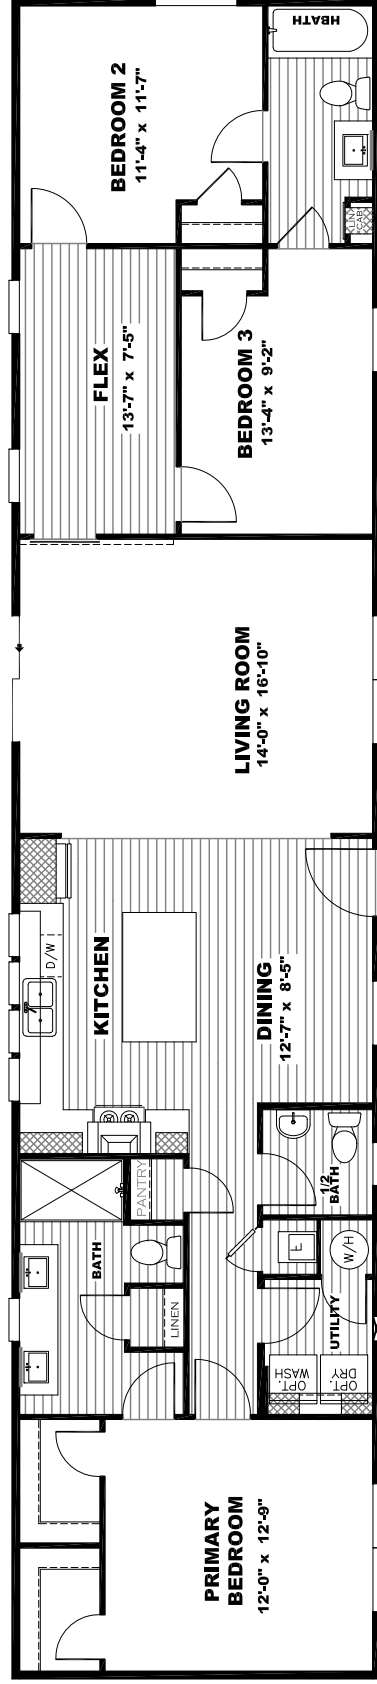 HBATH
BEDROOM 2
11'-4" x 11'-7"
LIN
CAB
FLEX
13'-7" x 7'-5"
BEDROOM 3
13'-4" x 9'-2"
LIVING ROOM
14'-0" x 16'-10"
D/W
KITCHEN
DINING
12'-7" x 8'-5"
PANTRY
1/2
BATH
BATH
W/H
LINEN
UTILITY
OPT.
WASH
OPT.
DRY
PRIMARY
BEDROOM
12'-0" x 12'-9"